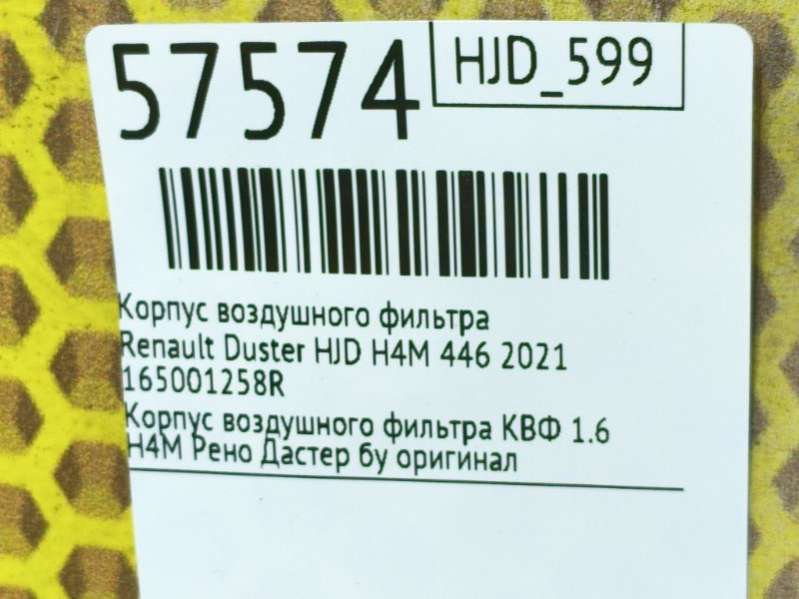 57574
HJD_599
Корпус воздушного фильтра
Renault Duster HJD H4M 446 2021
165001258R
Корпус воздушного фильтра КВФ 1.6
H4M Рено Дастер бу оригинал